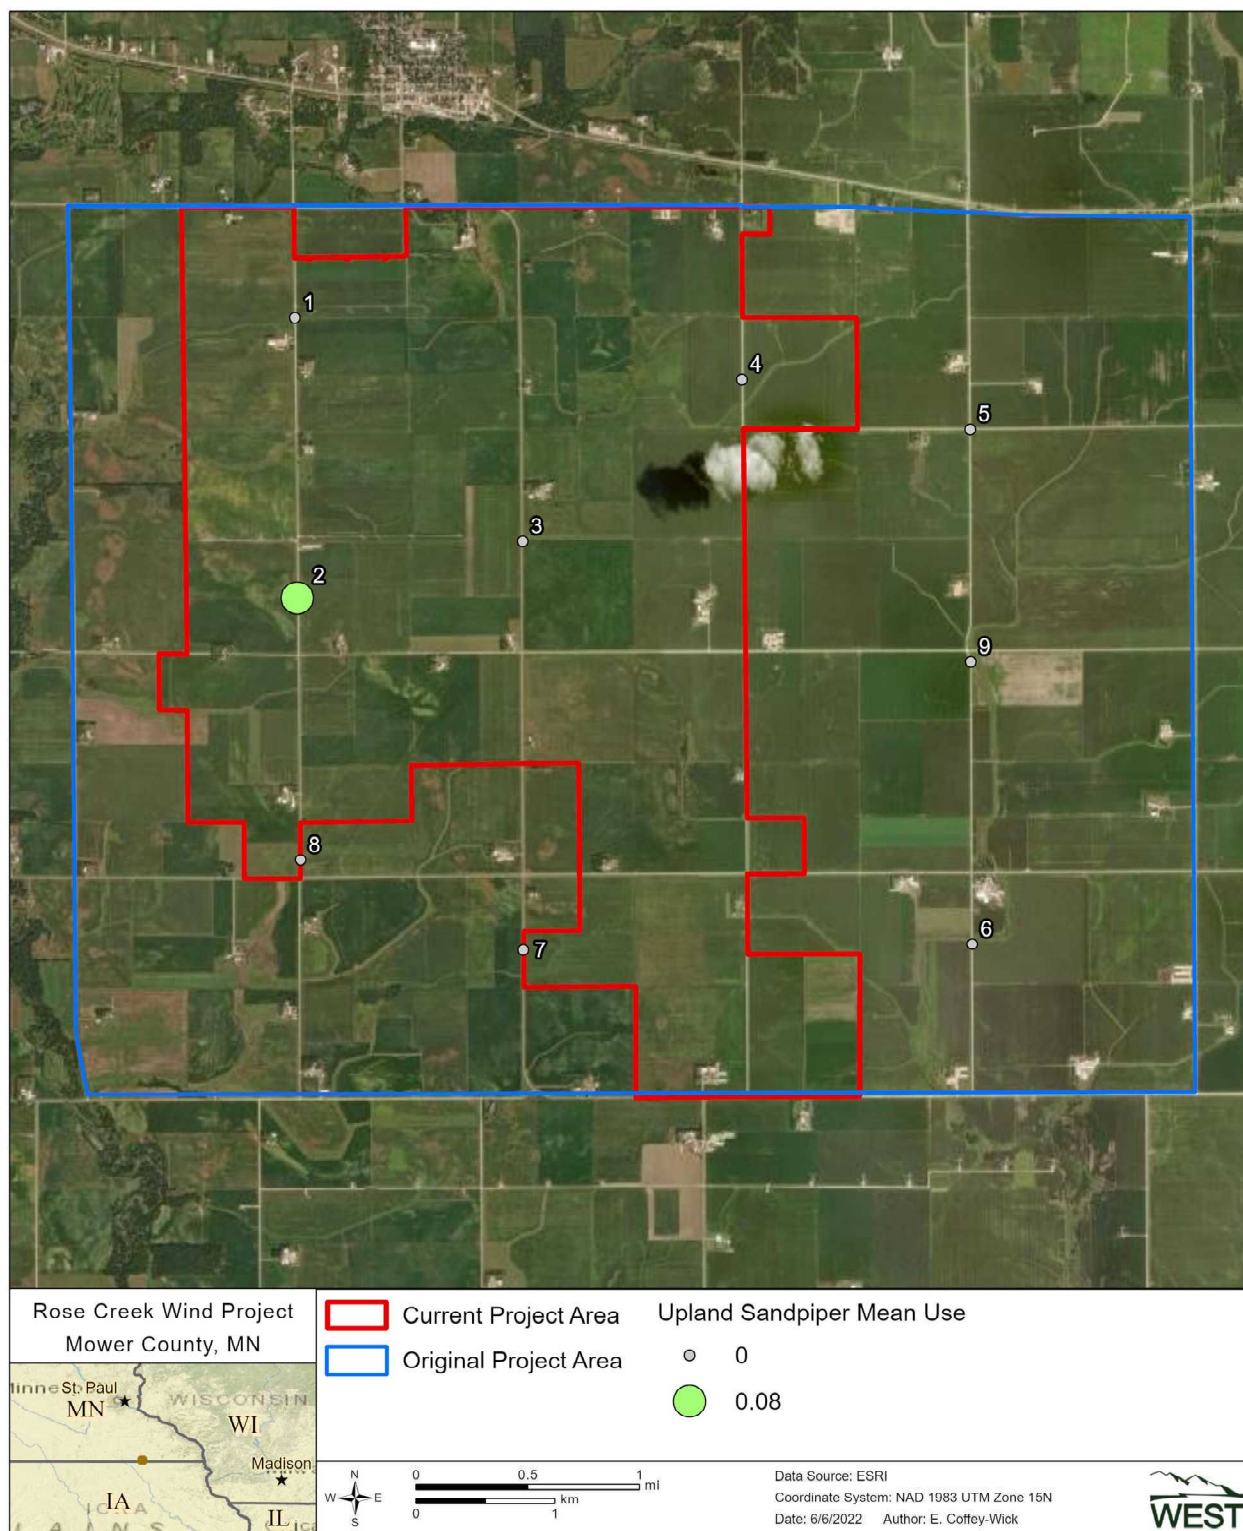 1
4
5
3
2
9
8
6
7
Rose Creek Wind Project
Mower County, MN
Current Project Area
Original Project Area
Upland Sandpiper Mean Use
0
0.08
St. Paul
MN
WISCONSIN
WI
Madison
IA
IL
N
W E
S
0 0.5 1
mi
km
0 1
Data Source: ESRI
Coordinate System: NAD 1983 UTM Zone 15N
Date: 6/6/2022 Author: E. Coffey-Wick
WEST